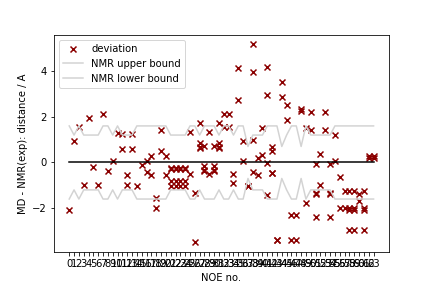 deviation
NMR upper bound
NMR lower bound
4
2
0
−2
MD - NMR(exp): distance / A
NOE no.